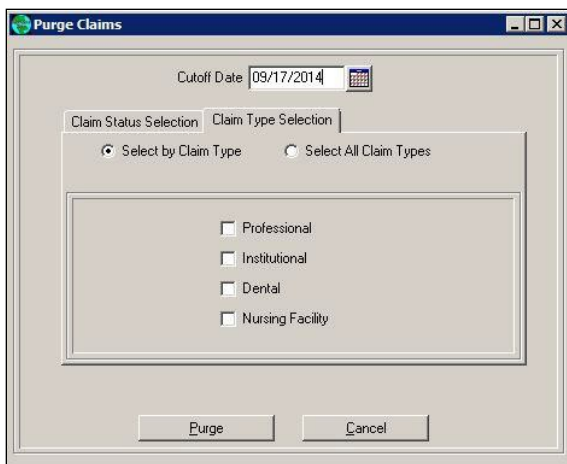 Purge Claims
Cutoff Date 09/17/2014
Claim Status Selection Claim Type Selection
Select by Claim Type Select All Claim Types
Professional
Institutional
Dental
Nursing Facility
Purge Cancel